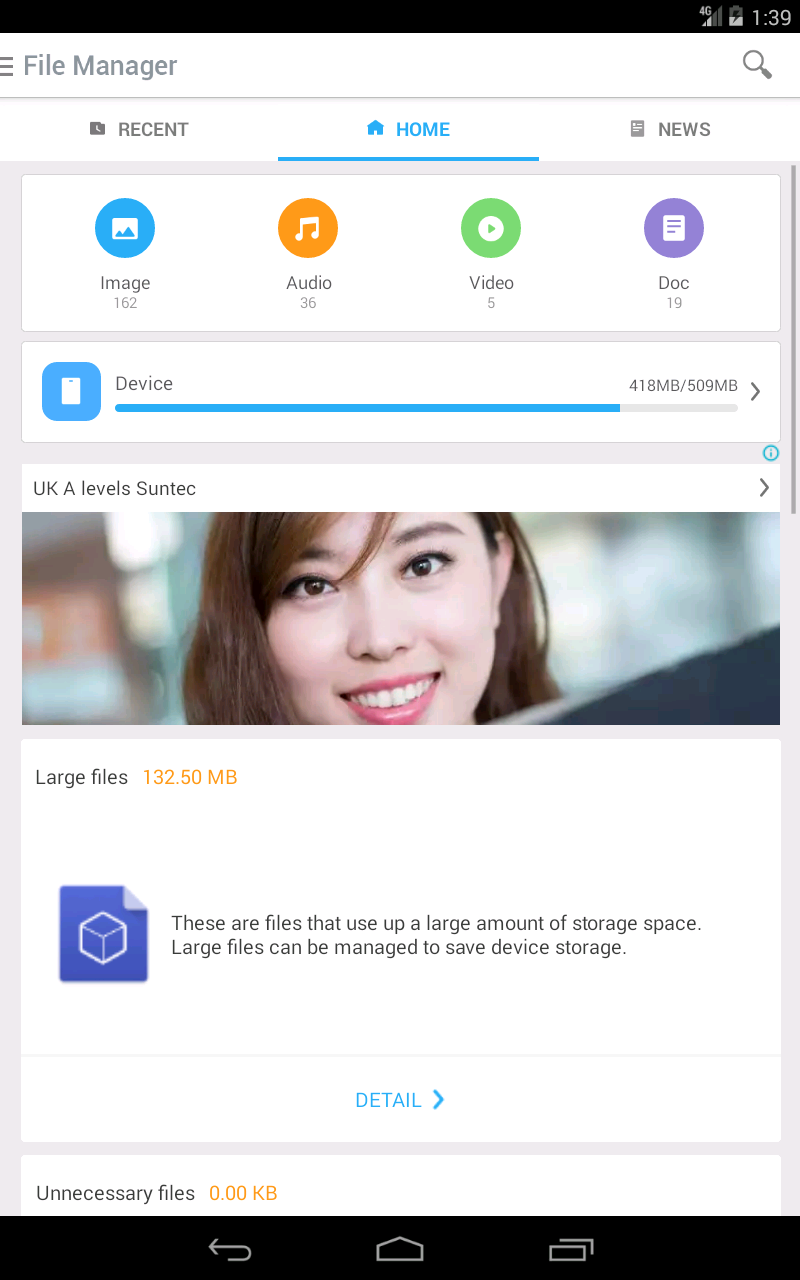 4G 1:39
File Manager
RECENT HOME NEWS
Image Audio Video Doc
162 36 5 19
Device 418MB/509MB
UK A levels Suntec
Large files 132.50 MB
These are files that use up a large amount of storage space.
Large files can be managed to save device storage.
DETAIL
Unnecessary files 0.00 KB